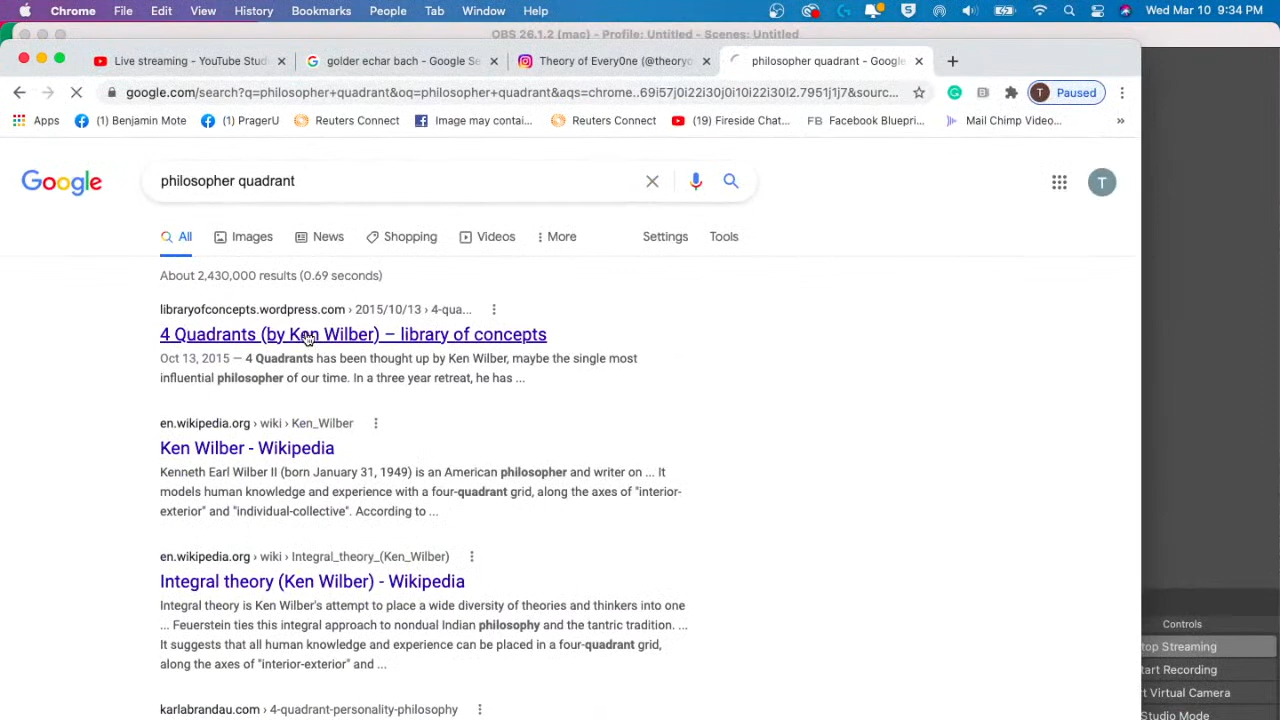 Chrome File Edit View History Bookmarks People Tab Window Help Wed Mar 10 9:34 PM
OBS 26.1.2 (mac) - Profile: Untitled - Scenes: Untitled
Live streaming - YouTube Stud
golder echar bach - Google Se
Theory of EveryOne (@theoryo
philosopher quadrant - Google
google.com/search?q=philosopher+quadrant&oq=philosopher+quadrant&aqs=chrome..69i57j0i22i30j0i10i22i30l2.7951j1j7&sourc...
T Paused
Apps (1) Benjamin Mote (1) PragerU Reuters Connect Image may contai... Reuters Connect (19) Fireside Chat... FB Facebook Blueprin... Mail Chimp Video... »
Google
philosopher quadrant
T
All Images News Shopping Videos More Settings Tools
About 2,430,000 results (0.69 seconds)
libraryofconcepts.wordpress.com › 2015/10/13 › 4-qua...
4 Quadrants (by Ken Wilber) – library of concepts
Oct 13, 2015 — 4 Quadrants has been thought up by Ken Wilber, maybe the single most
influential philosopher of our time. In a three year retreat, he has ...
en.wikipedia.org › wiki › Ken_Wilber
Ken Wilber - Wikipedia
Kenneth Earl Wilber II (born January 31, 1949) is an American philosopher and writer on ... It
models human knowledge and experience with a four-quadrant grid, along the axes of "interior-
exterior" and "individual-collective". According to ...
en.wikipedia.org › wiki › Integral_theory_(Ken_Wilber)
Integral theory (Ken Wilber) - Wikipedia
Integral theory is Ken Wilber's attempt to place a wide diversity of theories and thinkers into one
... Feuerstein ties this integral approach to nondual Indian philosophy and the tantric tradition. ...
It suggests that all human knowledge and experience can be placed in a four-quadrant grid,
along the axes of "interior-exterior" and ...
karlabrandau.com › 4-quadrant-personality-philosophy
Controls
top Streaming
tart Recording
rt Virtual Camera
Studio Mode